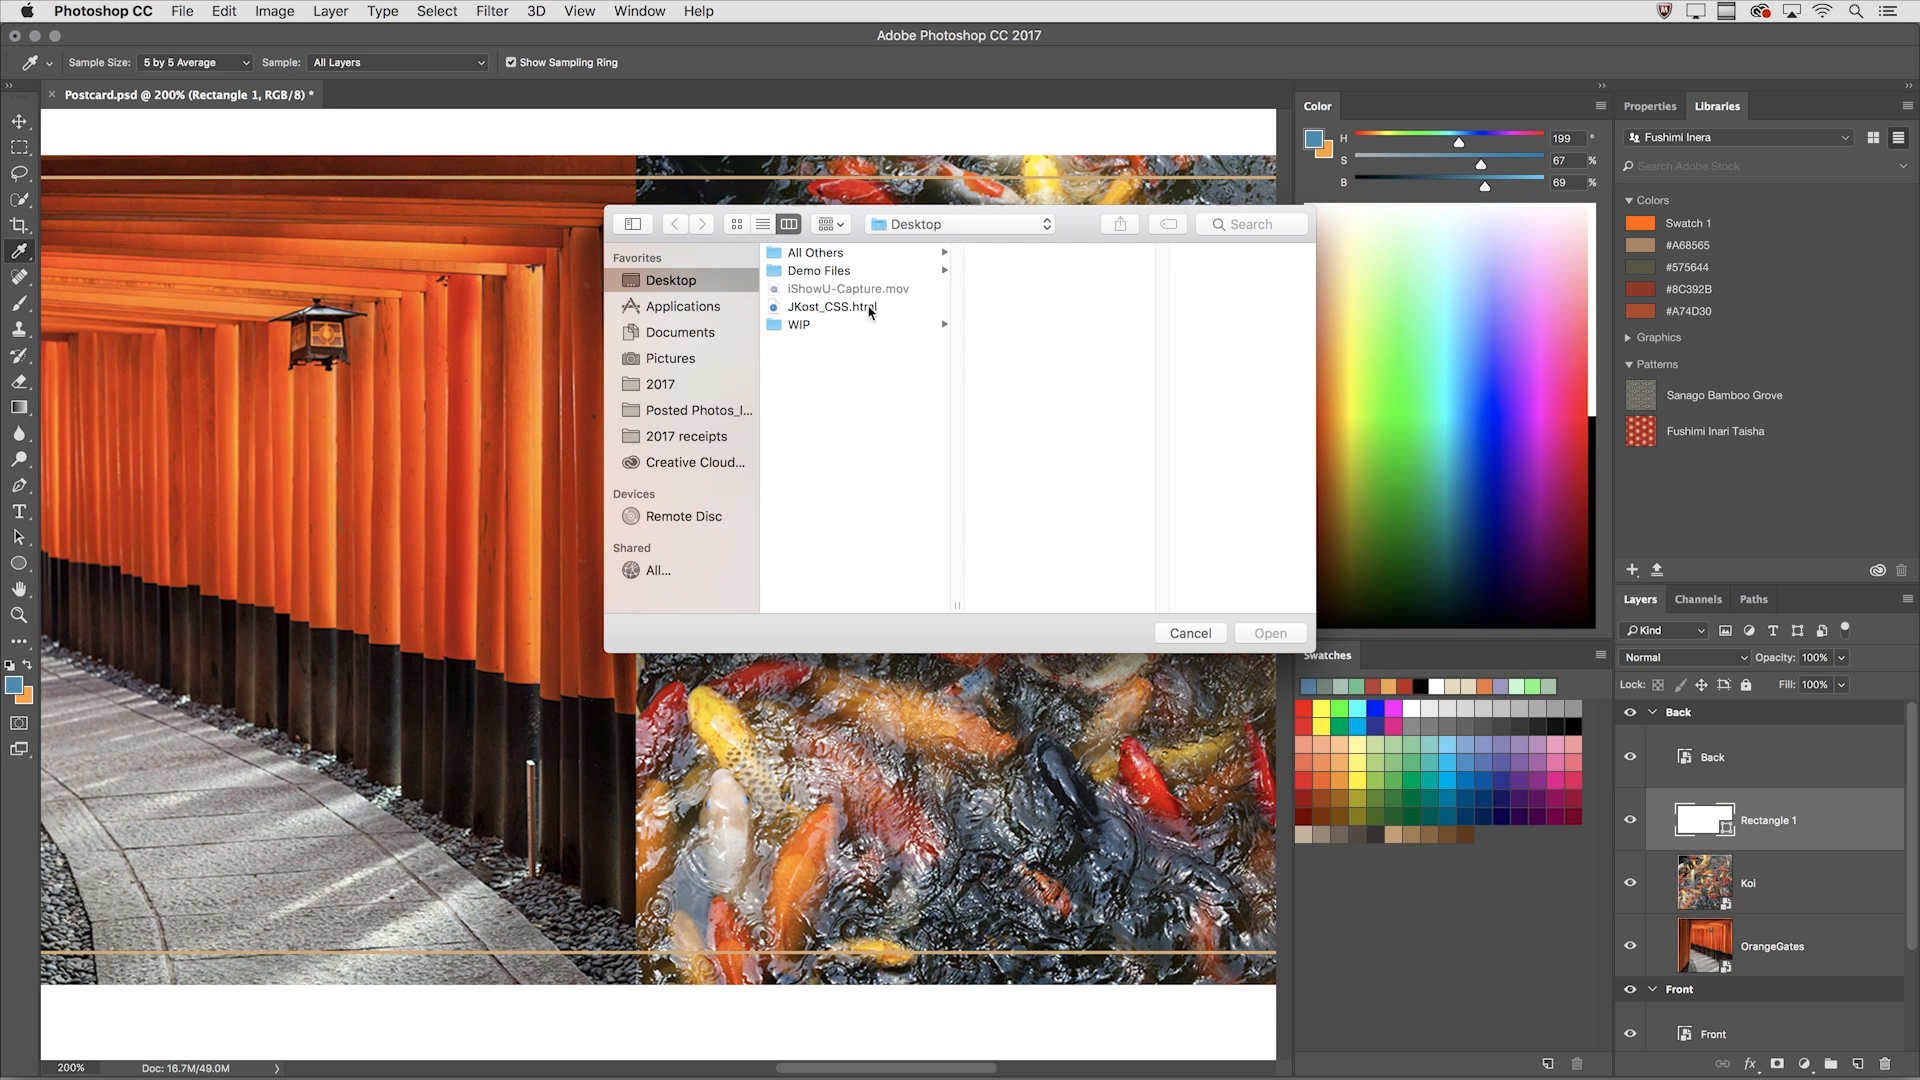 Photoshop CC File Edit Image Layer Type Select Filter 3D View Window Help
Adobe Photoshop CC 2017
Sample Size: 5 by 5 Average Sample: All Layers Show Sampling Ring
Postcard.psd @ 200% (Rectangle 1, RGB/8) *
Color
H 199 °
S 67 %
B 69 %
Properties Libraries
Fushimi Inera
Search Adobe Stock
Colors
Swatch 1
#A68565
#575644
#8C392B
#A74D30
Graphics
Patterns
Sanago Bamboo Grove
Fushimi Inari Taisha
Desktop
Search
Favorites
Desktop
Applications
Documents
Pictures
2017
Posted Photos_I...
2017 receipts
Creative Cloud...
Devices
Remote Disc
Shared
All...
All Others
Demo Files
iShowU-Capture.mov
JKost_CSS.html
WIP
Cancel Open
Swatches
Layers Channels Paths
Kind
Normal Opacity: 100%
Lock: Fill: 100%
Back
Back
Rectangle 1
Koi
OrangeGates
Front
Front
fx
200% Doc: 16.7M/49.0M